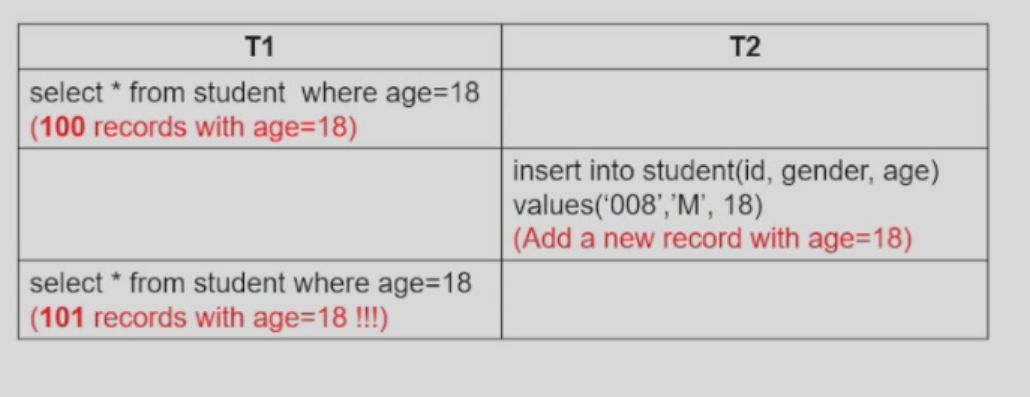 T1
T2
select * from student where age=18
(100 records with age=18)
insert into student(id, gender, age)
values(‘008’,’M’, 18)
(Add a new record with age=18)
select * from student where age=18
(101 records with age=18 !!!)